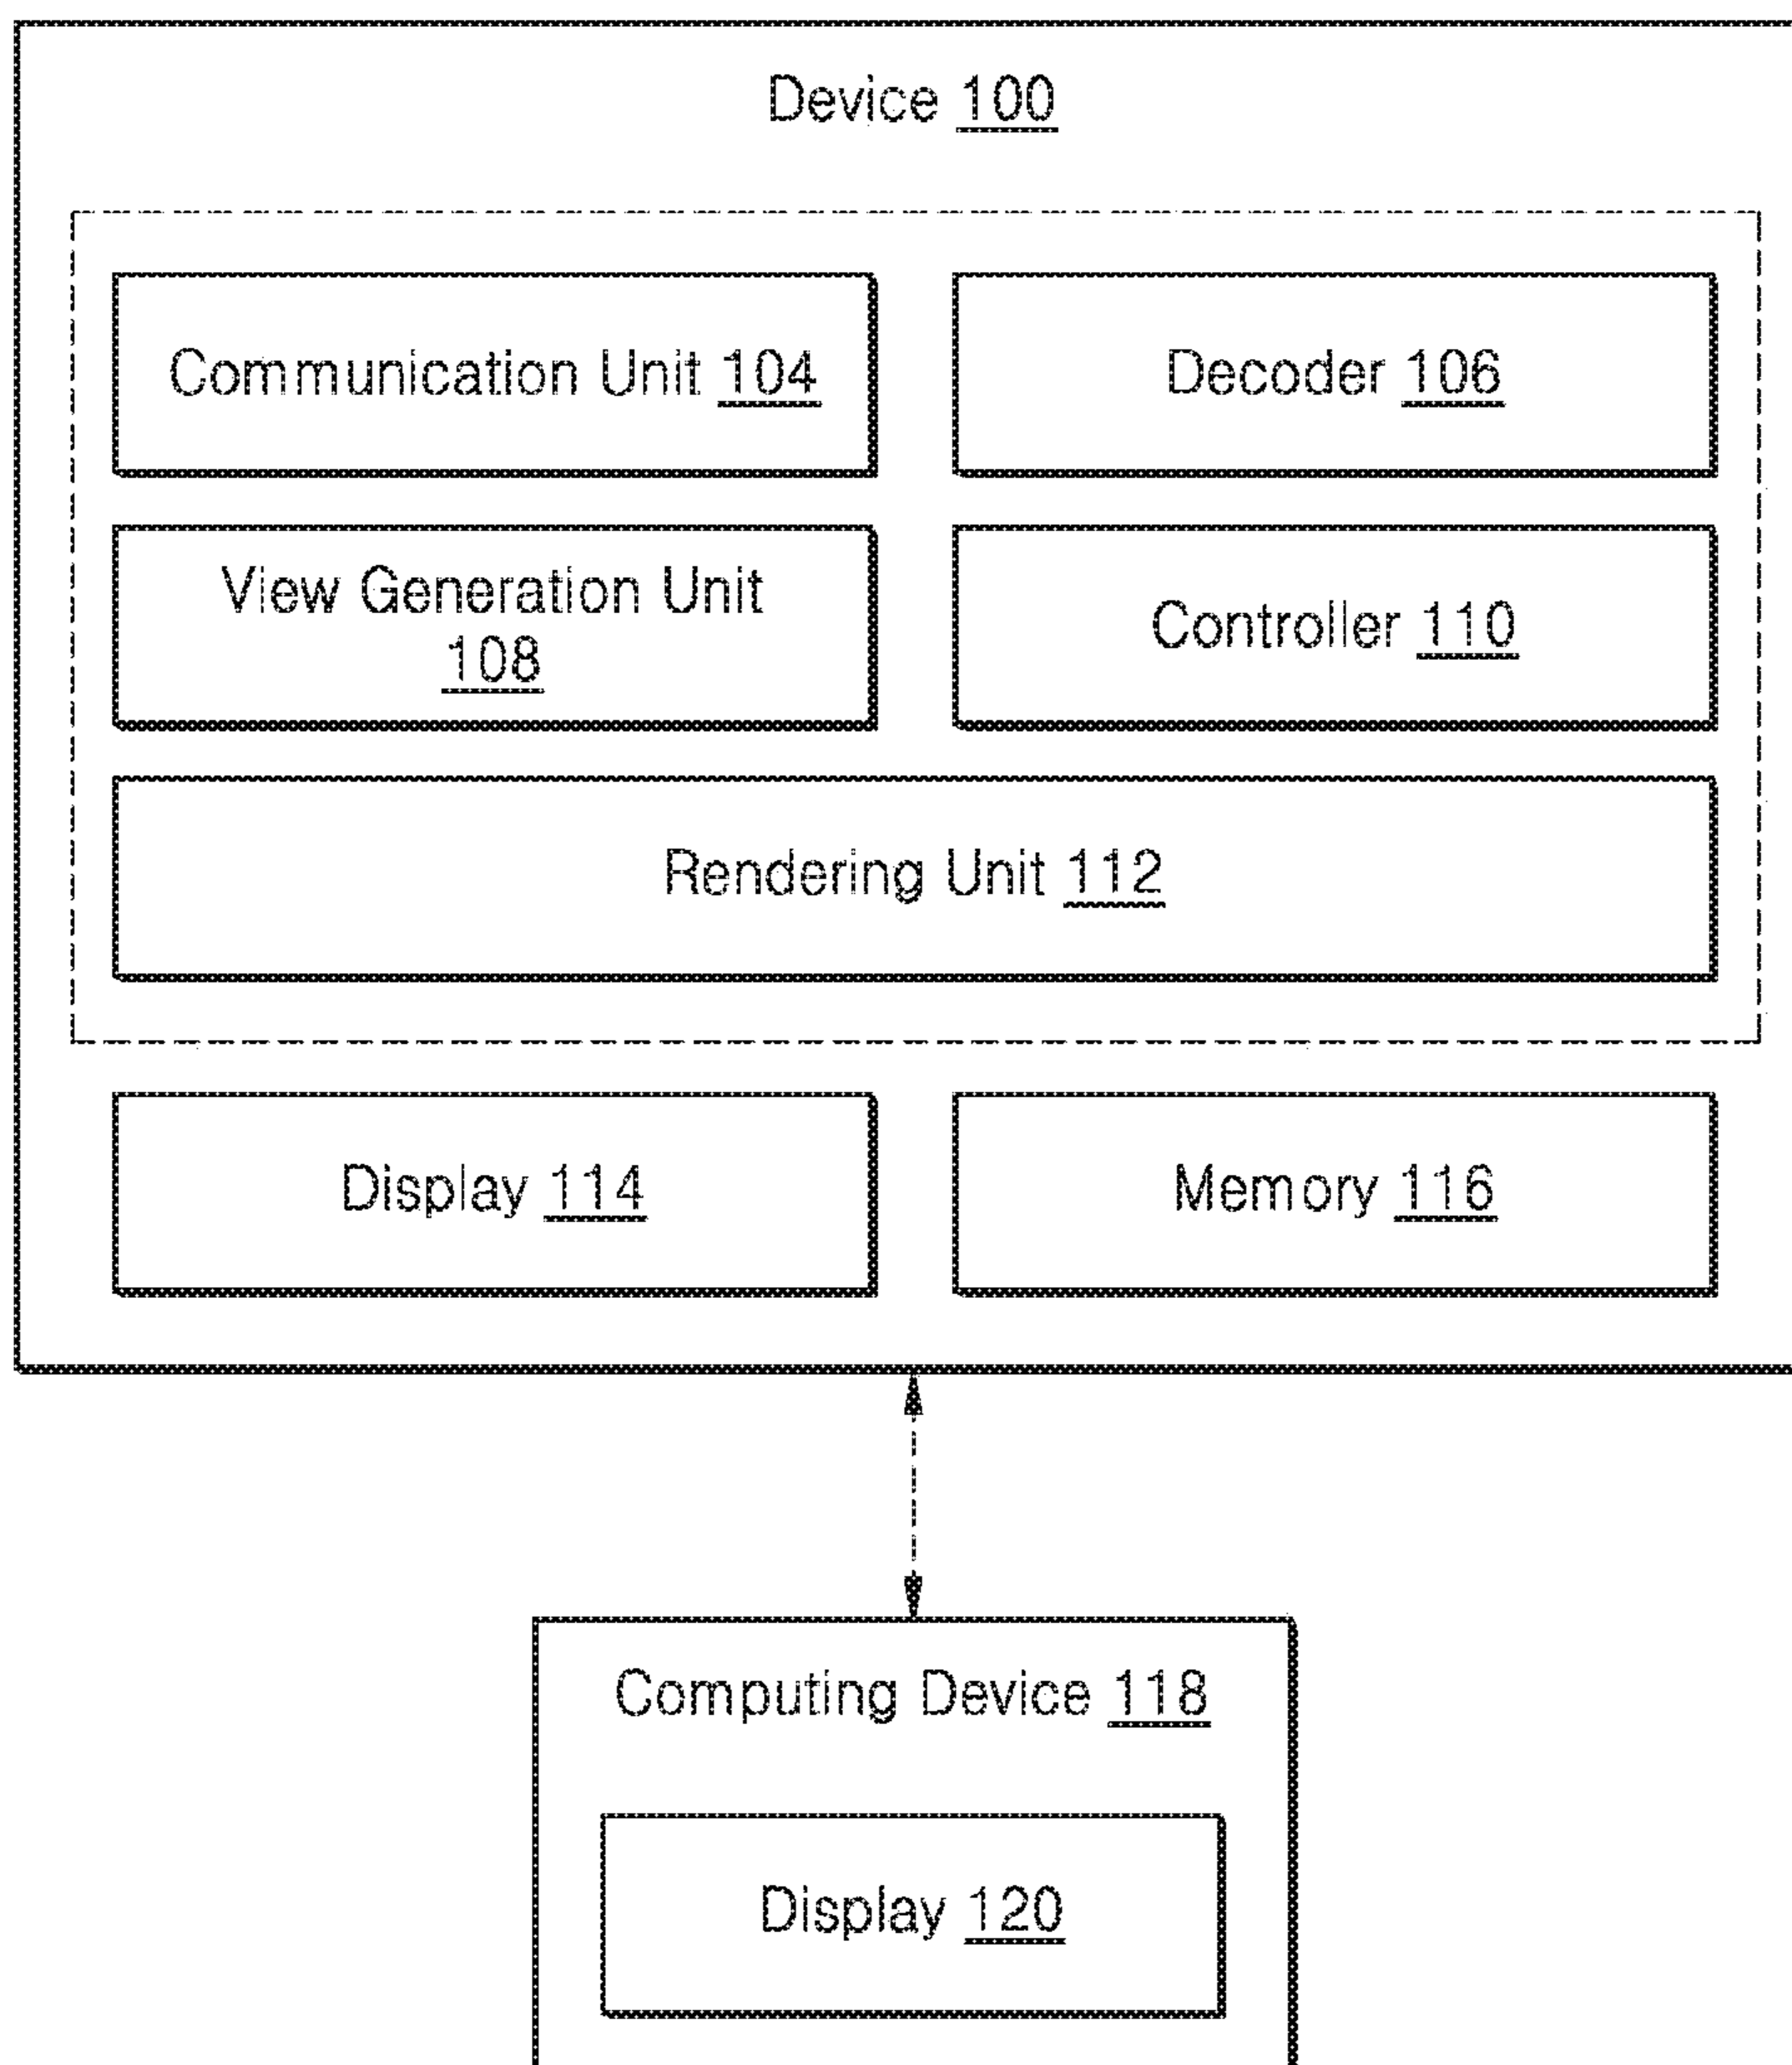 Device 100
Communication Unit 104
Decoder 106
View Generation Unit
108
Controller 110
Rendering Unit 112
Display 114
Memory 116
Computing Device 118
Display 120